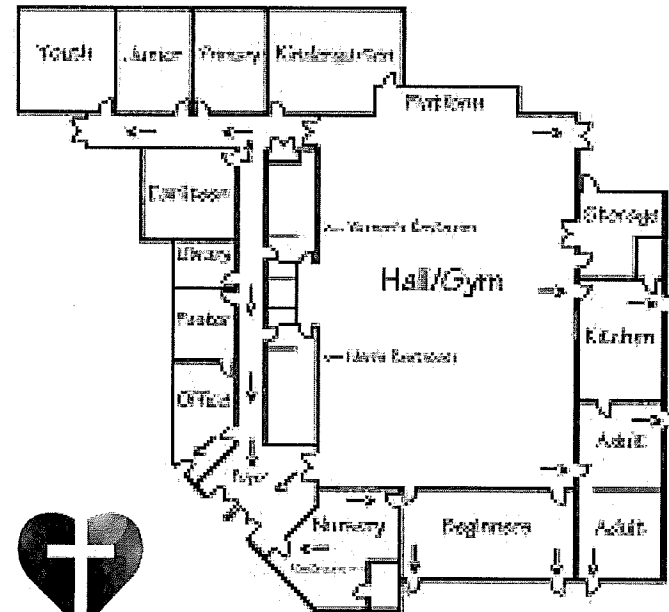 Youth
Junior
Primary
Kindergarten
Platform
Storage
Women's Restroom
Library
Hall/Gym
Pastor
Kitchen
Men's Restroom
Office
Adult
Foyer
Nursery
Beginners
Adult